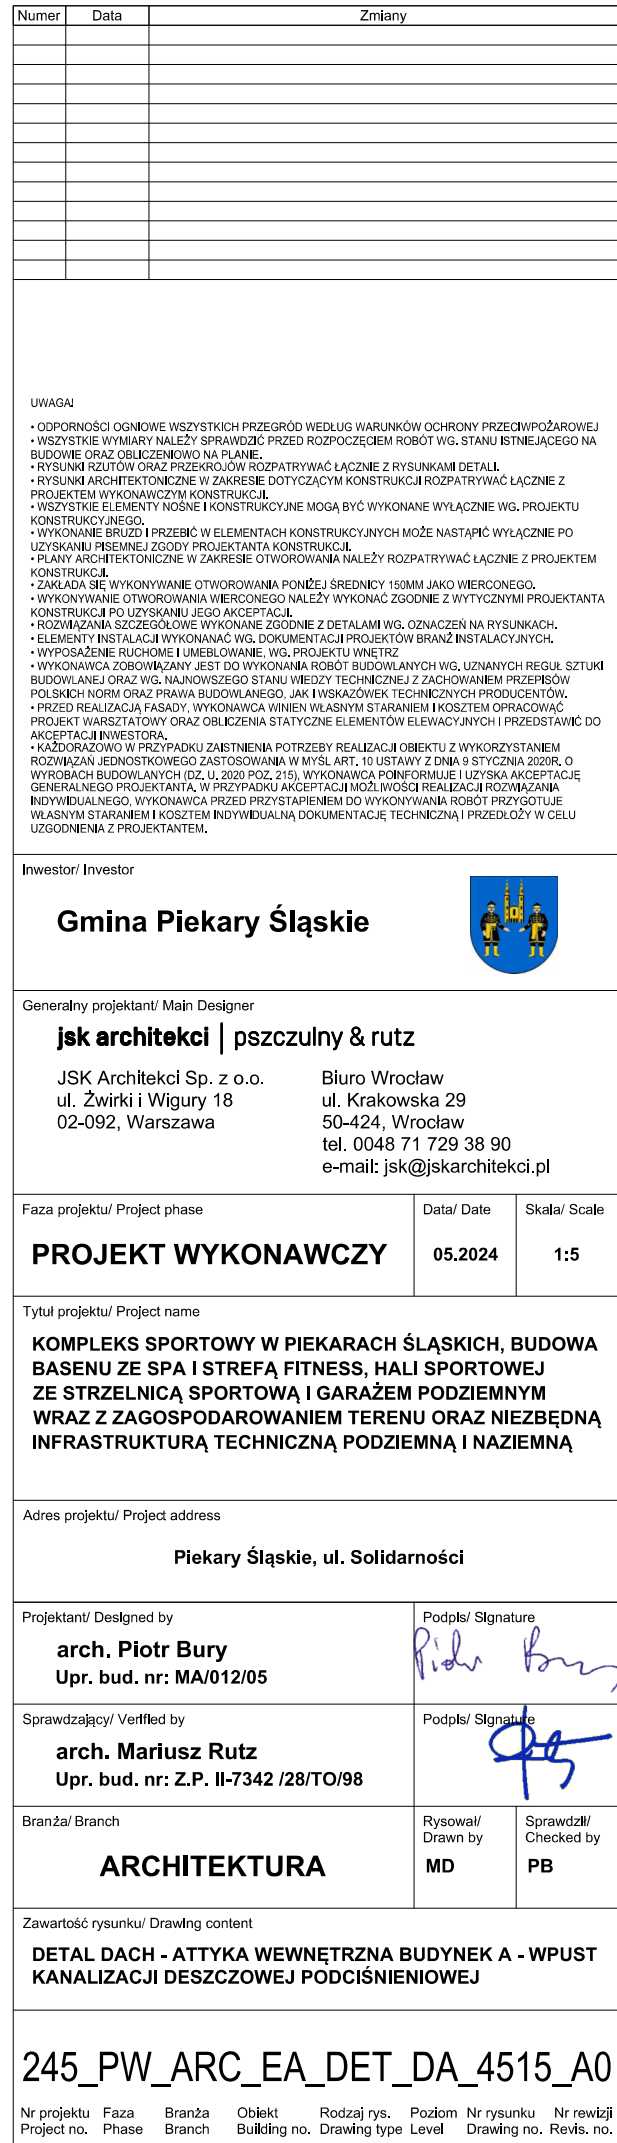 Numer Data Zmiany
UWAGA!
• ODPORNOŚCI OGNIOWE WSZYSTKICH PRZEGRÓD WEDŁUG WARUNKÓW OCHRONY PRZECIWPOŻAROWEJ
• WSZYSTKIE WYMIARY NALEŻY SPRAWDZIĆ PRZED ROZPOCZĘCIEM ROBÓT WG. STANU ISTNIEJĄCEGO NA
BUDOWIE ORAZ OBLICZENIOWO NA PLANIE.
• RYSUNKI RZUTÓW ORAZ PRZEKROJÓW ROZPATRYWAĆ ŁĄCZNIE Z RYSUNKAMI DETALI.
• RYSUNKI ARCHITEKTONICZNE W ZAKRESIE DOTYCZĄCYM KONSTRUKCJI ROZPATRYWAĆ ŁĄCZNIE Z
PROJEKTEM WYKONAWCZYM KONSTRUKCJI.
• WSZYSTKIE ELEMENTY NOŚNE I KONSTRUKCYJNE MOGĄ BYĆ WYKONANE WYŁĄCZNIE WG. PROJEKTU
KONSTRUKCYJNEGO.
• WYKONANIE BRUZD I PRZEBIĆ W ELEMENTACH KONSTRUKCYJNYCH MOŻE NASTĄPIĆ WYŁĄCZNIE PO
UZYSKANIU PISEMNEJ ZGODY PROJEKTANTA KONSTRUKCJI.
• PLANY ARCHITEKTONICZNE W ZAKRESIE OTWOROWANIA NALEŻY ROZPATRYWAĆ ŁĄCZNIE Z PROJEKTEM
KONSTRUKCJI.
• ZAKŁADA SIĘ WYKONYWANIE OTWOROWANIA PONIŻEJ ŚREDNICY 150MM JAKO WIERCONEGO.
• WYKONYWANIE OTWOROWANIA WIERCONEGO NALEŻY WYKONAĆ ZGODNIE Z WYTYCZNYMI PROJEKTANTA
KONSTRUKCJI PO UZYSKANIU JEGO AKCEPTACJI.
• ROZWIĄZANIA SZCZEGÓŁOWE WYKONANE ZGODNIE Z DETALAMI WG. OZNACZEŃ NA RYSUNKACH.
• ELEMENTY INSTALACJI WYKONANAĆ WG. DOKUMENTACJI PROJEKTÓW BRANŻ INSTALACYJNYCH.
• WYPOSAŻENIE RUCHOME I UMEBLOWANIE, WG. PROJEKTU WNĘTRZ
• WYKONAWCA ZOBOWIĄZANY JEST DO WYKONANIA ROBÓT BUDOWLANYCH WG. UZNANYCH REGUŁ SZTUKI
BUDOWLANEJ ORAZ WG. NAJNOWSZEGO STANU WIEDZY TECHNICZNEJ Z ZACHOWANIEM PRZEPISÓW
POLSKICH NORM ORAZ PRAWA BUDOWLANEGO, JAK I WSKAZÓWEK TECHNICZNYCH PRODUCENTÓW.
• PRZED REALIZACJĄ FASADY, WYKONAWCA WINIEN WŁASNYM STARANIEM I KOSZTEM OPRACOWAĆ
PROJEKT WARSZTATOWY ORAZ OBLICZENIA STATYCZNE ELEMENTÓW ELEWACYJNYCH I PRZEDSTAWIĆ DO
AKCEPTACJI INWESTORA.
• KAŻDORAZOWO W PRZYPADKU ZAISTNIENIA POTRZEBY REALIZACJI OBIEKTU Z WYKORZYSTANIEM
ROZWIĄZAŃ JEDNOSTKOWEGO ZASTOSOWANIA W MYŚL ART. 10 USTAWY Z DNIA 9 STYCZNIA 2020R. O
WYROBACH BUDOWLANYCH (DZ. U. 2020 POZ. 215), WYKONAWCA POINFORMUJE I UZYSKA AKCEPTACJĘ
GENERALNEGO PROJEKTANTA. W PRZYPADKU AKCEPTACJI MOŻLIWOŚCI REALIZACJI ROZWIĄZANIA
INDYWIDUALNEGO, WYKONAWCA PRZED PRZYSTAPIENIEM DO WYKONYWANIA ROBÓT PRZYGOTUJE
WŁASNYM STARANIEM I KOSZTEM INDYWIDUALNĄ DOKUMENTACJĘ TECHNICZNĄ I PRZEDŁOŻY W CELU
UZGODNIENIA Z PROJEKTANTEM.
Inwestor/ Investor
Gmina Piekary Śląskie
Generalny projektant/ Main Designer
jsk architekci | pszczulny & rutz
JSK Architekci Sp. z o.o. Biuro Wrocław
ul. Żwirki i Wigury 18 ul. Krakowska 29
02-092, Warszawa 50-424, Wrocław
tel. 0048 71 729 38 90
e-mail: jsk@jskarchitekci.pl
Faza projektu/ Project phase Data/ Date Skala/ Scale
PROJEKT WYKONAWCZY 05.2024 1:5
Tytuł projektu/ Project name
KOMPLEKS SPORTOWY W PIEKARACH ŚLĄSKICH, BUDOWA
BASENU ZE SPA I STREFĄ FITNESS, HALI SPORTOWEJ
ZE STRZELNICĄ SPORTOWĄ I GARAŻEM PODZIEMNYM
WRAZ Z ZAGOSPODAROWANIEM TERENU ORAZ NIEZBĘDNĄ
INFRASTRUKTURĄ TECHNICZNĄ PODZIEMNĄ I NAZIEMNĄ
Adres projektu/ Project address
Piekary Śląskie, ul. Solidarności
Projektant/ Designed by Podpis/ Signature
arch. Piotr Bury Piotr Bury
Upr. bud. nr: MA/012/05
Sprawdzający/ Verified by Podpis/ Signature
arch. Mariusz Rutz
Upr. bud. nr: Z.P. II-7342 /28/TO/98
Branża/ Branch Rysował/ Sprawdził/
Drawn by Checked by
ARCHITEKTURA MD PB
Zawartość rysunku/ Drawing content
DETAL DACH - ATTYKA WEWNĘTRZNA BUDYNEK A - WPUST
KANALIZACJI DESZCZOWEJ PODCIŚNIENIOWEJ
245_PW_ARC_EA_DET_DA_4515_A0
Nr projektu Faza Branża Obiekt Rodzaj rys. Poziom Nr rysunku Nr rewizji
Project no. Phase Branch Building no. Drawing type Level Drawing no. Revis. no.